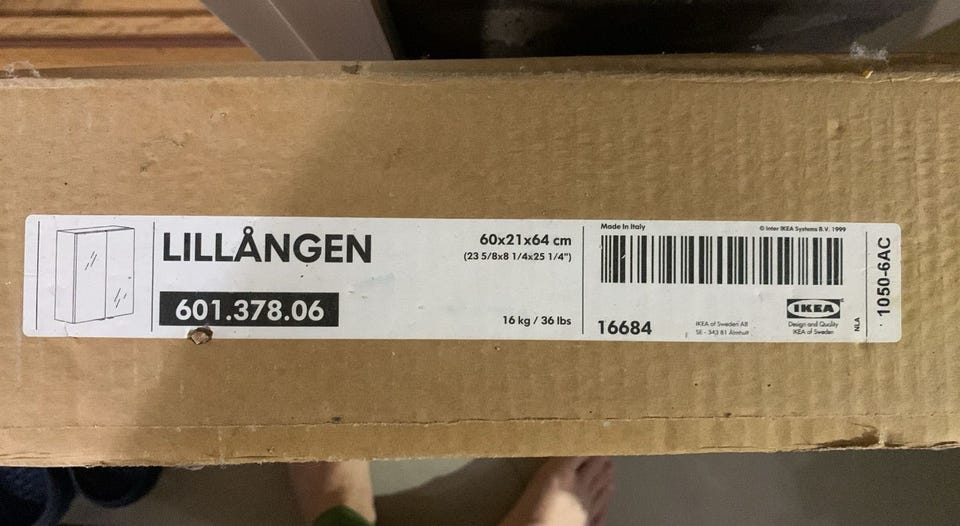 LILLÅNGEN
601.378.06
60x21x64 cm
(23 5/8x8 1/4x25 1/4")
16 kg / 36 lbs
Made in Italy
© Inter IKEA Systems B.V. 1999
16684
IKEA of Sweden AB
SE - 343 81 Älmhult
IKEA
Design and Quality
IKEA of Sweden
NLA
1050-6AC